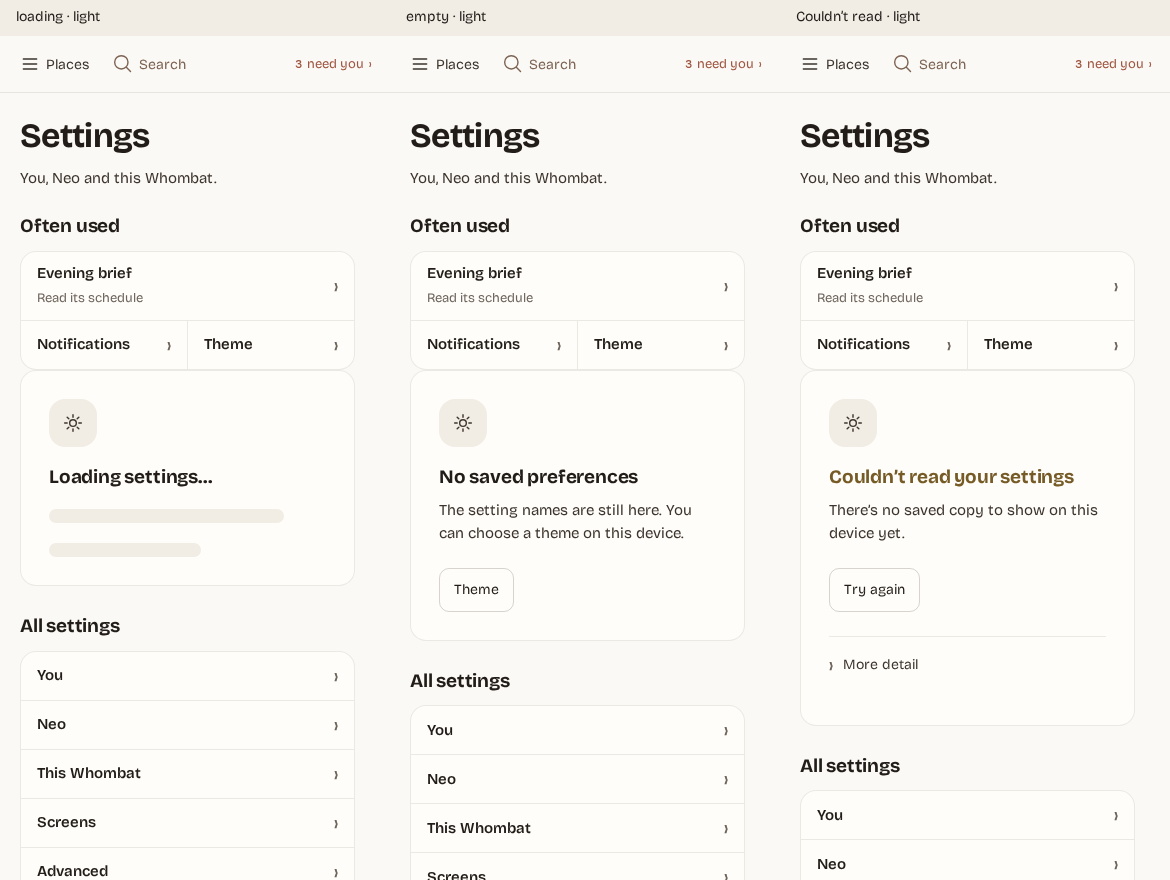 loading · light
Places
Search
3 need you ›
Settings
You, Neo and this Whombat.
Often used
Evening brief
Read its schedule
›
Notifications ›
Theme ›
Loading settings…
All settings
You ›
Neo ›
This Whombat ›
Screens ›
Advanced ›
empty · light
Places
Search
3 need you ›
Settings
You, Neo and this Whombat.
Often used
Evening brief
Read its schedule
›
Notifications ›
Theme ›
No saved preferences
The setting names are still here. You
can choose a theme on this device.
Theme
All settings
You ›
Neo ›
This Whombat ›
Screens ›
Couldn’t read · light
Places
Search
3 need you ›
Settings
You, Neo and this Whombat.
Often used
Evening brief
Read its schedule
›
Notifications ›
Theme ›
Couldn’t read your settings
There’s no saved copy to show on this
device yet.
Try again
› More detail
All settings
You ›
Neo ›